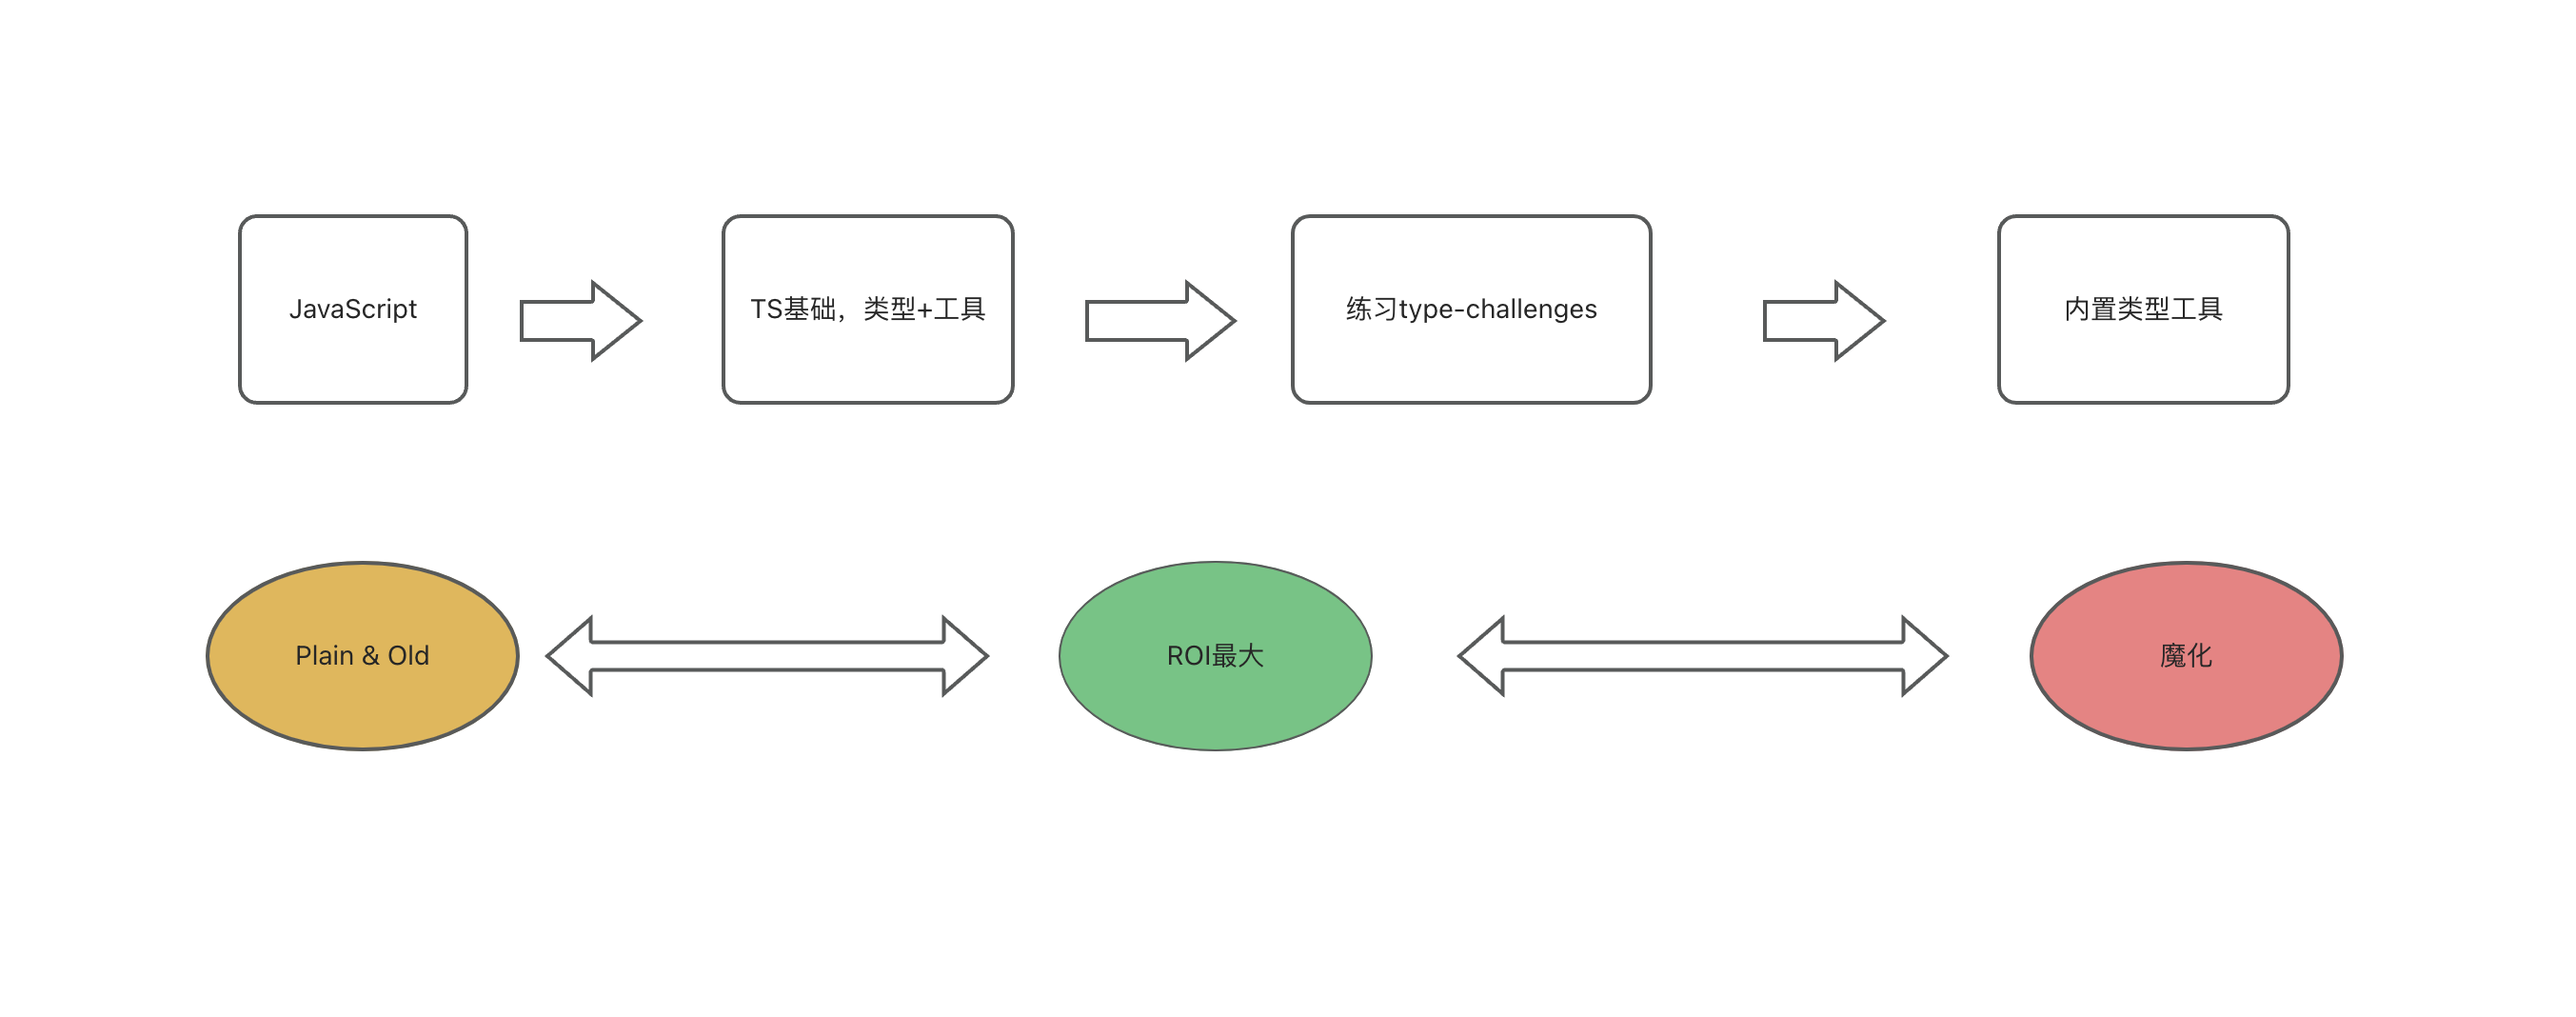 JavaScript
TS基础，类型+工具
练习type-challenges
内置类型工具
Plain & Old
ROI最大
魔化